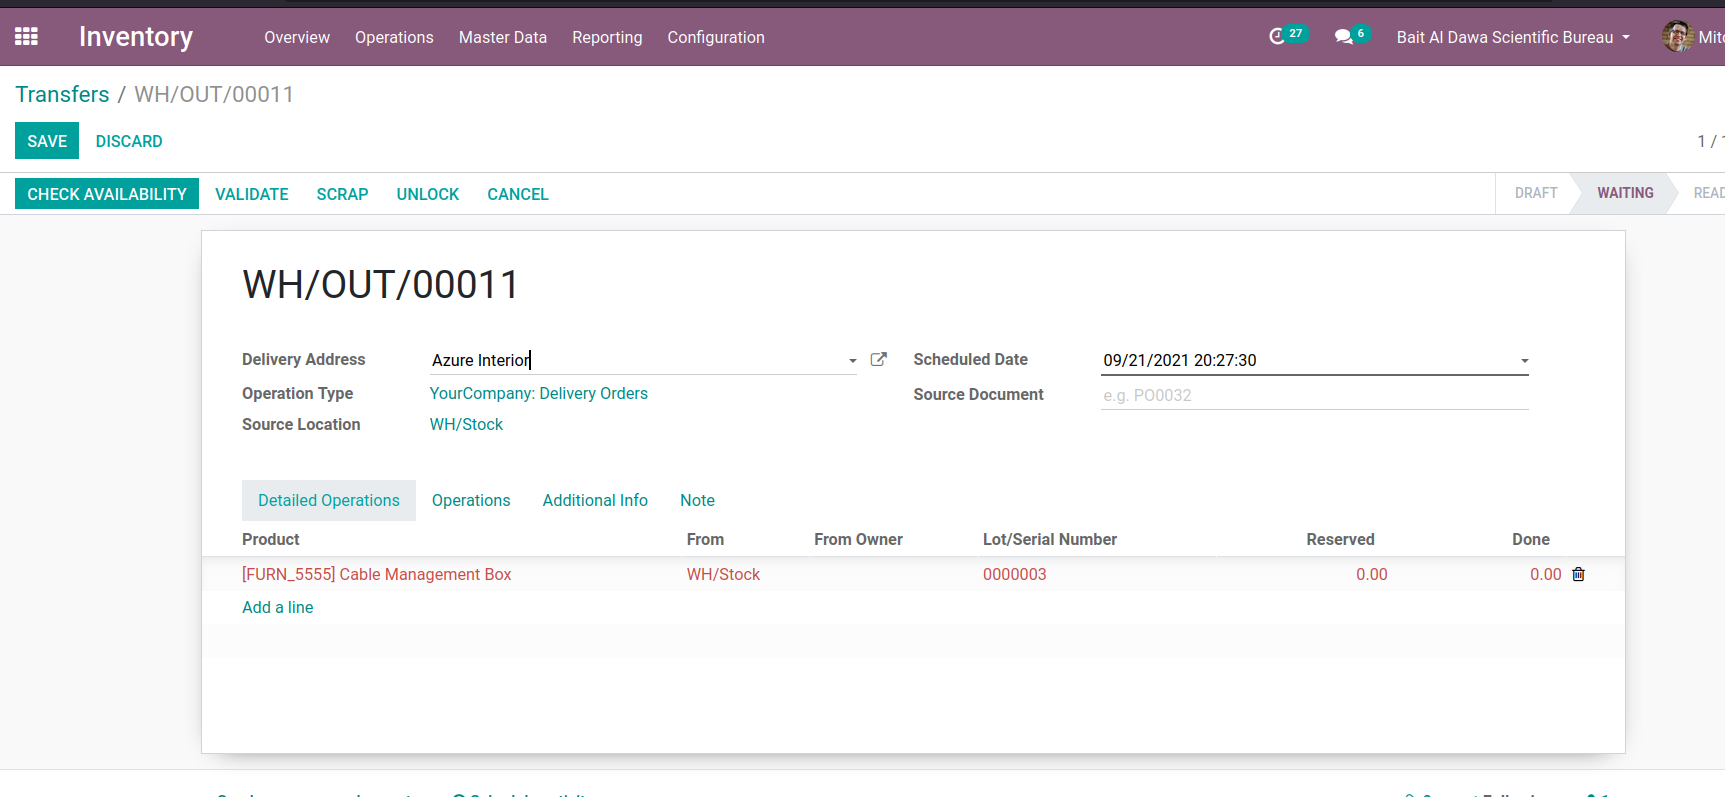 Inventory Overview Operations Master Data Reporting Configuration 27 6 Bait Al Dawa Scientific Bureau
Transfers / WH/OUT/00011
SAVE DISCARD
1 /
CHECK AVAILABILITY VALIDATE SCRAP UNLOCK CANCEL DRAFT WAITING
WH/OUT/00011
Delivery Address Azure Interior Scheduled Date 09/21/2021 20:27:30
Operation Type YourCompany: Delivery Orders Source Document e.g. PO0032
Source Location WH/Stock
Detailed Operations Operations Additional Info Note
Product From From Owner Lot/Serial Number Reserved Done
[FURN_5555] Cable Management Box WH/Stock 0000003 0.00 0.00
Add a line